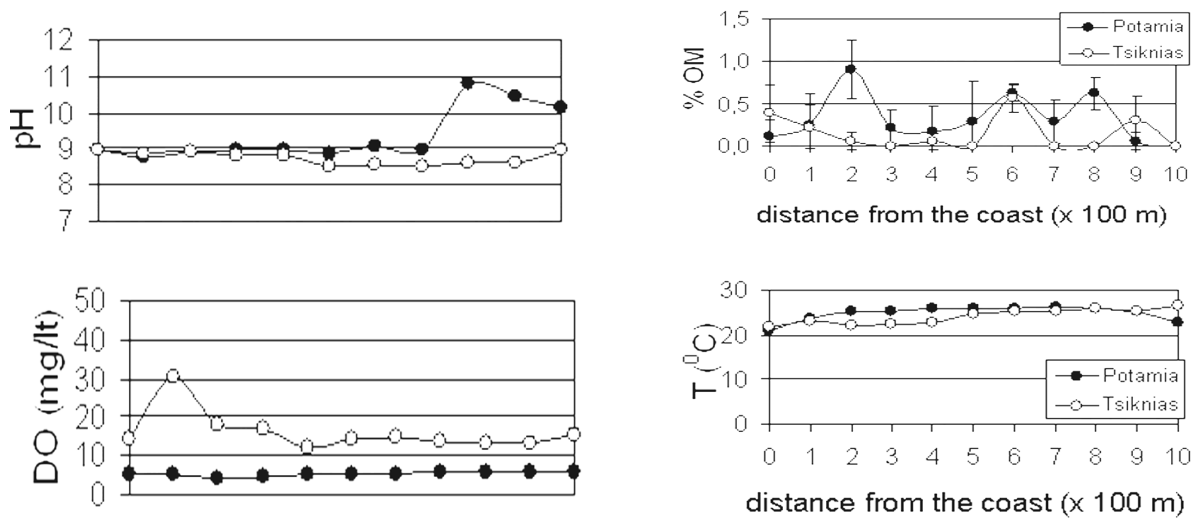 12
11
10
9
8
7
pH
1,5
1,0
0,5
0,0
% OM
Potamia
Tsiknias
0 1 2 3 4 5 6 7 8 9 10
distance from the coast (x 100 m)
50
40
30
20
10
0
DO (mg/lt)
30
20
10
0
T (⁰C)
Potamia
Tsiknias
0 1 2 3 4 5 6 7 8 9 10
distance from the coast (x 100 m)